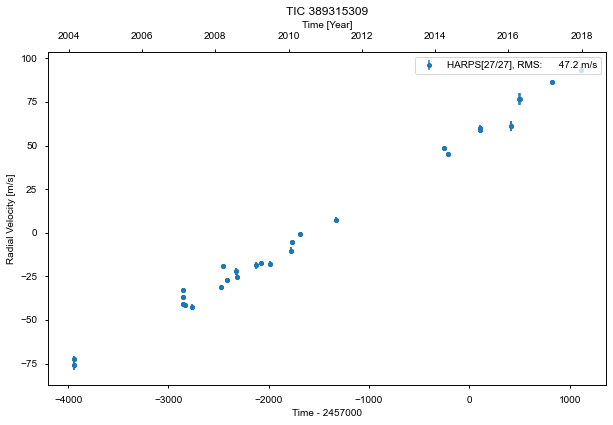 TIC 389315309
Time [Year]
2004 2006 2008 2010 2012 2014 2016 2018
HARPS[27/27], RMS: 47.2 m/s
100
75
50
25
0
−25
−50
−75
Radial Velocity [m/s]
−4000 −3000 −2000 −1000 0 1000
Time - 2457000